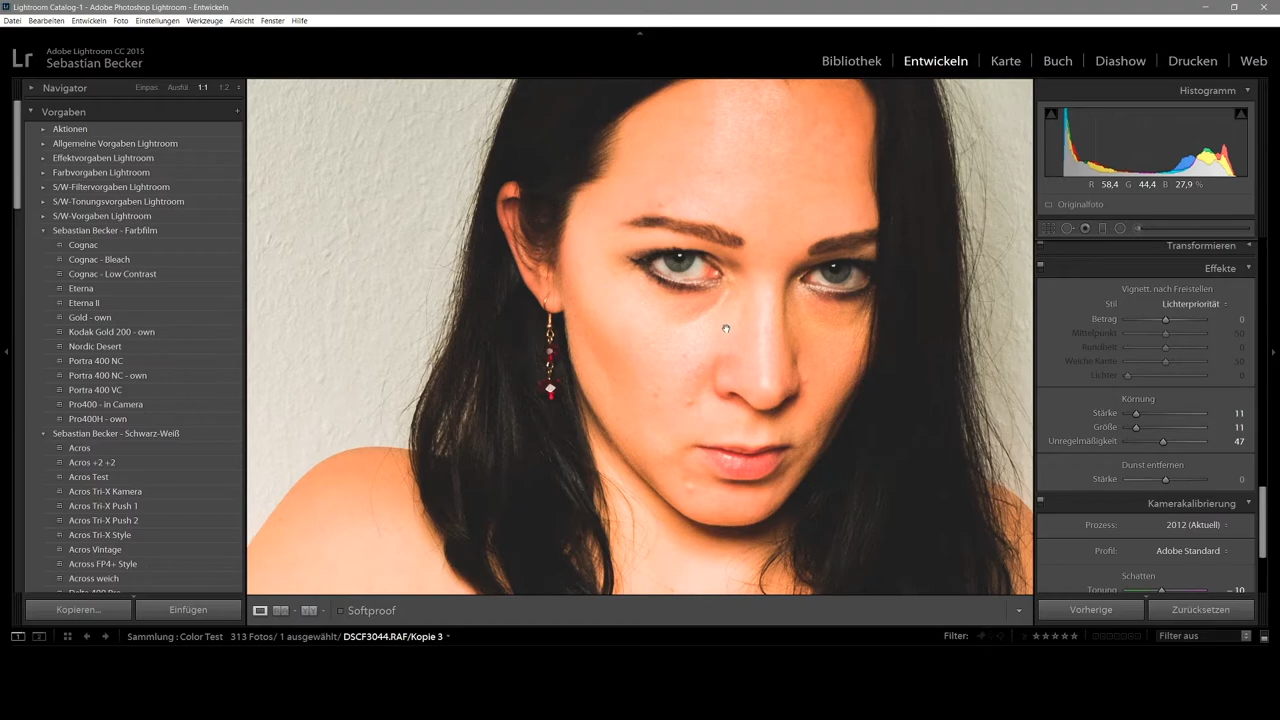 Lightroom Catalog-1 - Adobe Photoshop Lightroom - Entwickeln
Datei Bearbeiten Entwickeln Foto Einstellungen Werkzeuge Ansicht Fenster Hilfe
Lr
Adobe Lightroom CC 2015
Sebastian Becker
Bibliothek Entwickeln Karte Buch Diashow Drucken Web
Navigator Einpas. Ausfül. 1:1 1:2
Vorgaben +
Aktionen
Allgemeine Vorgaben Lightroom
Effektvorgaben Lightroom
Farbvorgaben Lightroom
S/W-Filtervorgaben Lightroom
S/W-Tonungsvorgaben Lightroom
S/W-Vorgaben Lightroom
Sebastian Becker - Farbfilm
Cognac
Cognac - Bleach
Cognac - Low Contrast
Eterna
Eterna II
Gold - own
Kodak Gold 200 - own
Nordic Desert
Portra 400 NC
Portra 400 NC - own
Portra 400 VC
Pro400 - in Camera
Pro400H - own
Sebastian Becker - Schwarz-Weiß
Acros
Acros +2 +2
Acros Test
Acros Tri-X Kamera
Acros Tri-X Push 1
Acros Tri-X Push 2
Acros Tri-X Style
Acros Vintage
Across FP4+ Style
Across weich
Kopieren... Einfügen
Softproof
Histogramm
R 58,4 G 44,4 B 27,9 %
Originalfoto
Transformieren
Effekte
Vignett. nach Freistellen
Stil Lichterpriorität
Betrag 0
Mittelpunkt 50
Rundheit 0
Weiche Kante 50
Lichter 0
Körnung
Stärke 11
Größe 11
Unregelmäßigkeit 47
Dunst entfernen
Stärke 0
Kamerakalibrierung
Prozess: 2012 (Aktuell)
Profil: Adobe Standard
Schatten
Tonung - 10
Vorherige Zurücksetzen
1 2 Sammlung : Color Test 313 Fotos/ 1 ausgewählt/ DSCF3044.RAF/Kopie 3 Filter: Filter aus